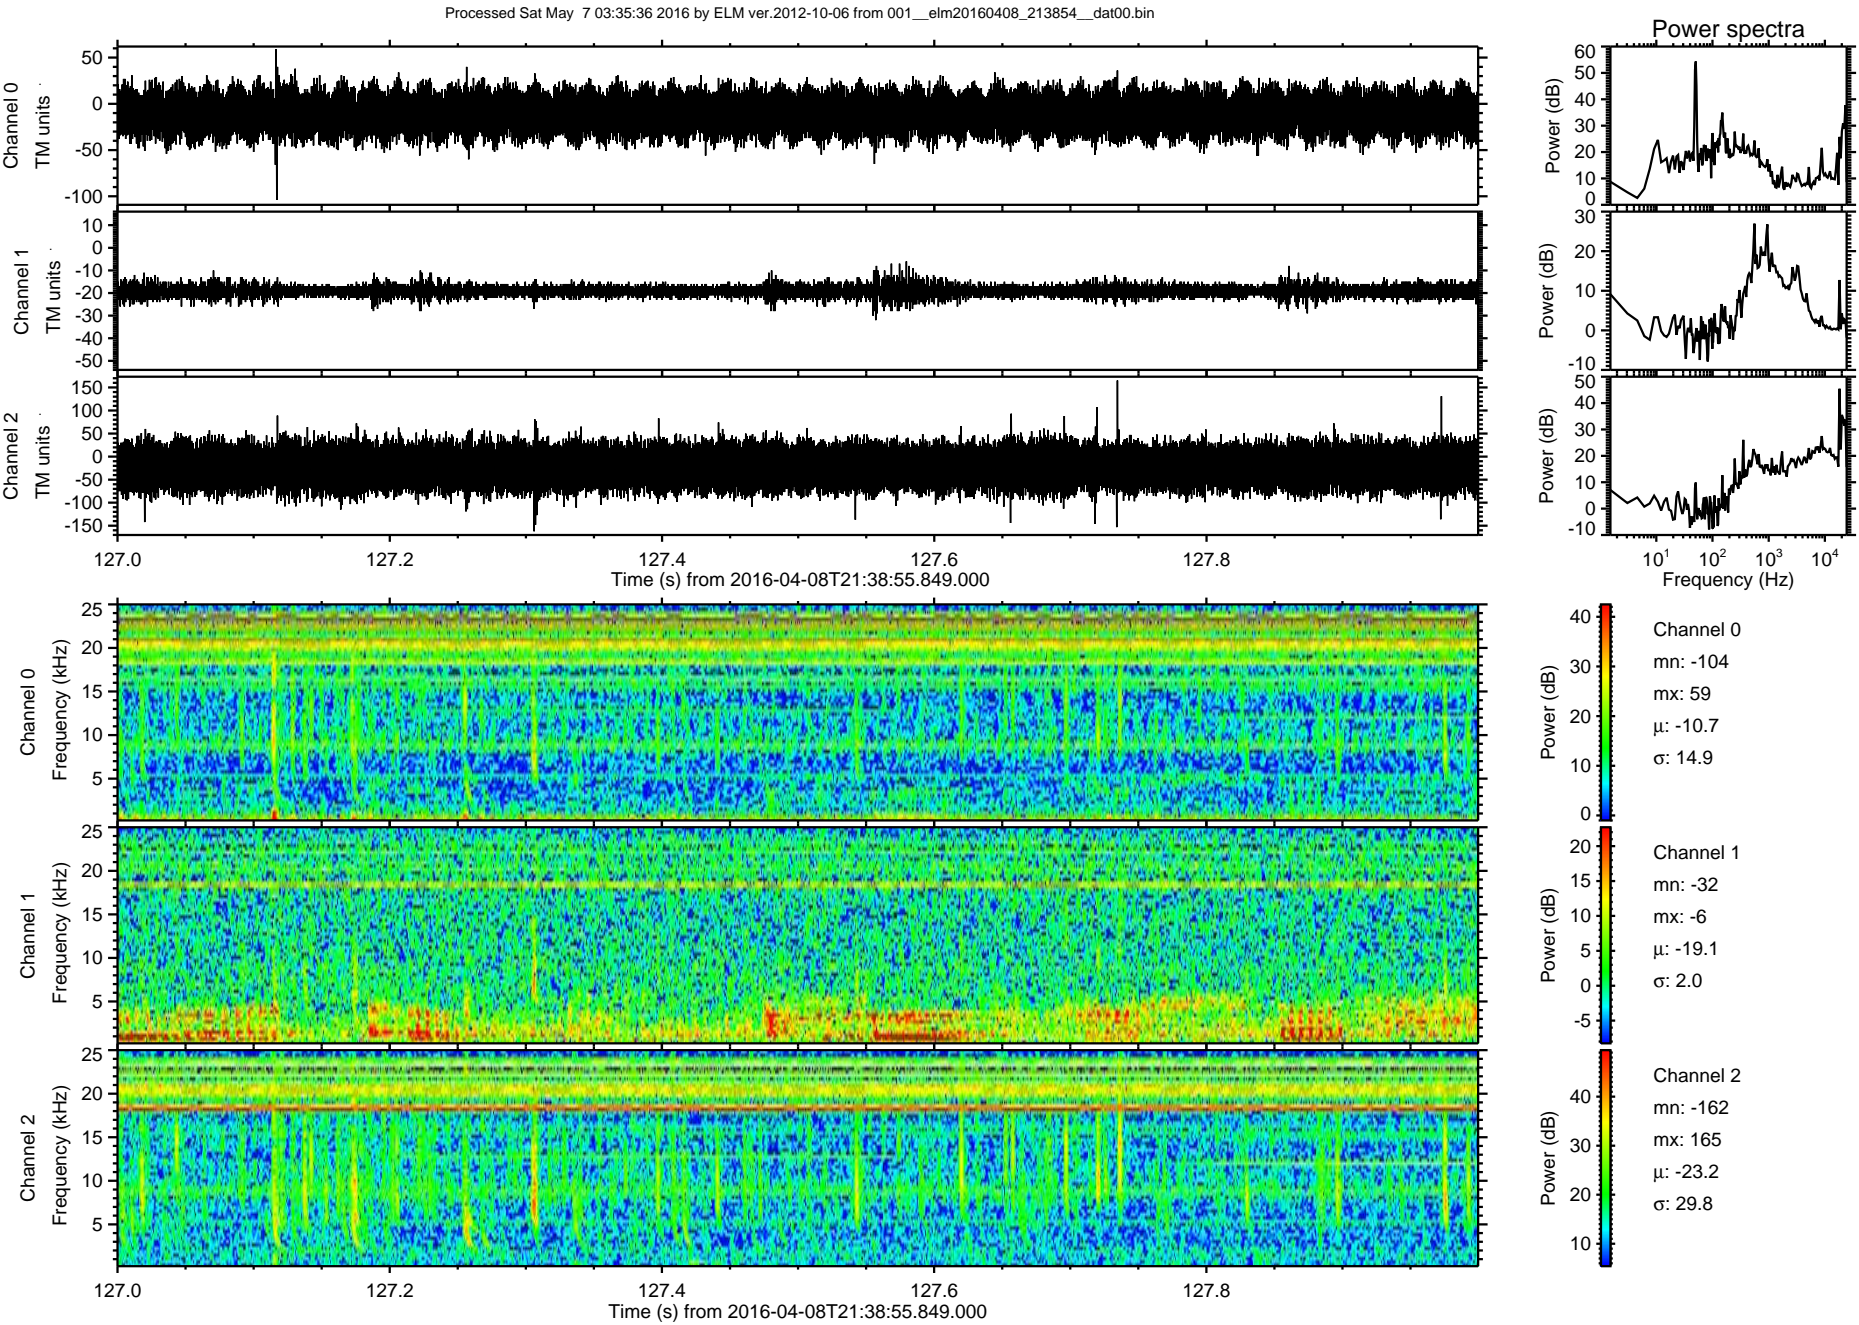 Processed Sat May 7 03:35:36 2016 by ELM ver.2012-10-06 from 001__elm20160408_213854__dat00.bin
Power spectra
Channel 0
TM units
50
0
-50
-100
Power (dB)
60
50
40
30
20
10
0
Channel 1
TM units
10
0
-10
-20
-30
-40
-50
Power (dB)
30
20
10
0
-10
Channel 2
TM units
150
100
50
0
-50
-100
-150
Power (dB)
50
40
30
20
10
0
-10
127.0 127.2 127.4 127.6 127.8
Time (s) from 2016-04-08T21:38:55.849.000
10¹ 10² 10³ 10⁴
Frequency (Hz)
Channel 0
Frequency (kHz)
25
20
15
10
5
Power (dB)
40
30
20
10
0
Channel 0
mn: -104
mx: 59
μ: -10.7
σ: 14.9
Channel 1
Frequency (kHz)
25
20
15
10
5
Power (dB)
20
15
10
5
0
-5
Channel 1
mn: -32
mx: -6
μ: -19.1
σ: 2.0
Channel 2
Frequency (kHz)
25
20
15
10
5
Power (dB)
40
30
20
10
Channel 2
mn: -162
mx: 165
μ: -23.2
σ: 29.8
127.0 127.2 127.4 127.6 127.8
Time (s) from 2016-04-08T21:38:55.849.000